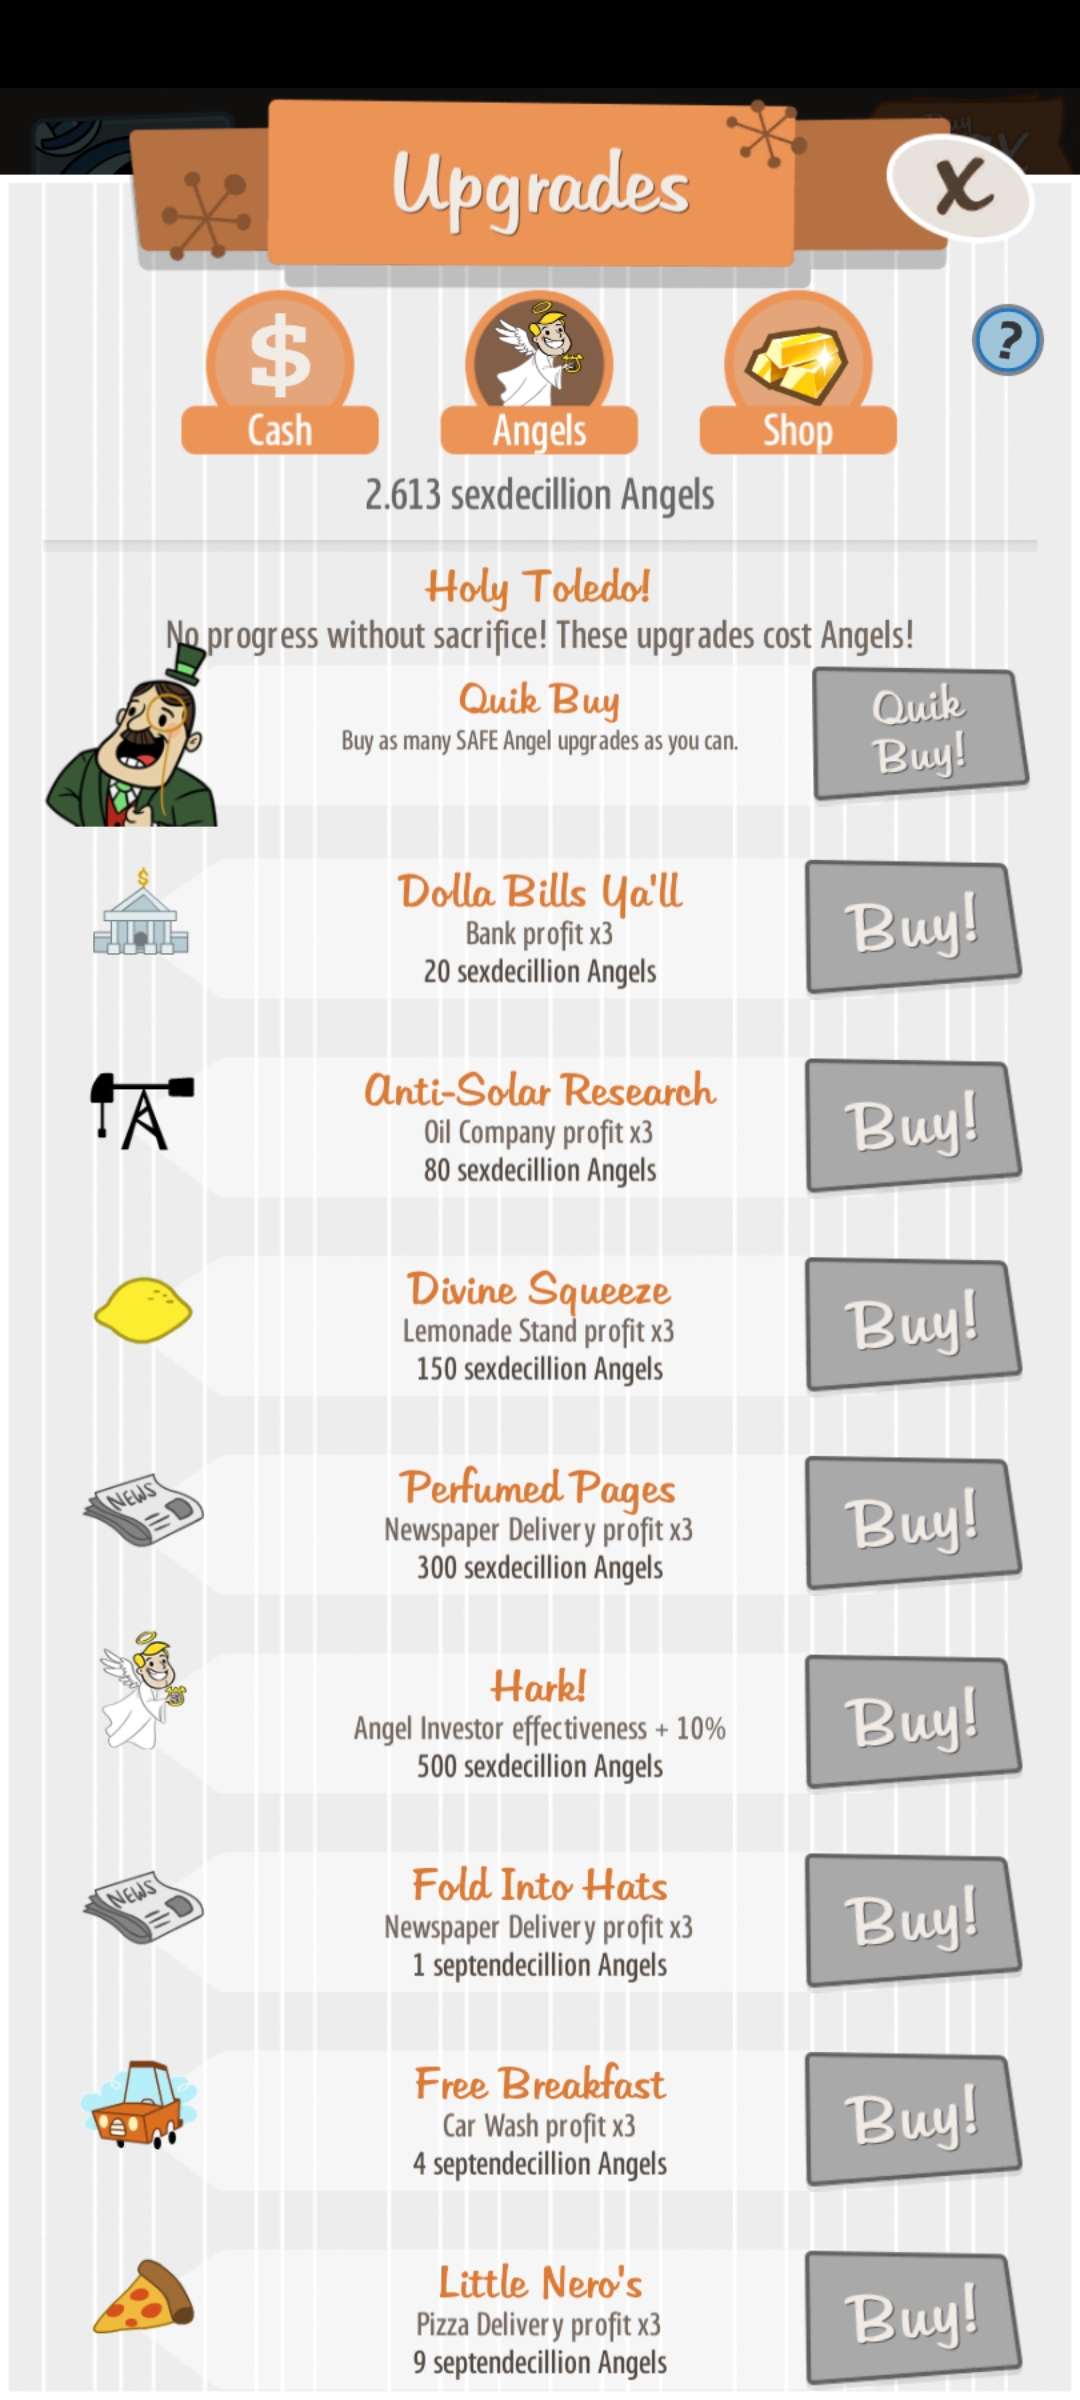 Upgrades
X
$
?
Cash
Angels
Shop
2.613 sexdecillion Angels
Holy Toledo!
No progress without sacrifice! These upgrades cost Angels!
Quik Buy
Buy as many SAFE Angel upgrades as you can.
Quik
Buy!
$
Dolla Bills Ya'll
Bank profit x3
20 sexdecillion Angels
Buy!
Anti-Solar Research
Oil Company profit x3
80 sexdecillion Angels
Buy!
Divine Squeeze
Lemonade Stand profit x3
150 sexdecillion Angels
Buy!
NEWS
Perfumed Pages
Newspaper Delivery profit x3
300 sexdecillion Angels
Buy!
Hark!
Angel Investor effectiveness + 10%
500 sexdecillion Angels
Buy!
NEWS
Fold Into Hats
Newspaper Delivery profit x3
1 septendecillion Angels
Buy!
Free Breakfast
Car Wash profit x3
4 septendecillion Angels
Buy!
Little Nero's
Pizza Delivery profit x3
9 septendecillion Angels
Buy!